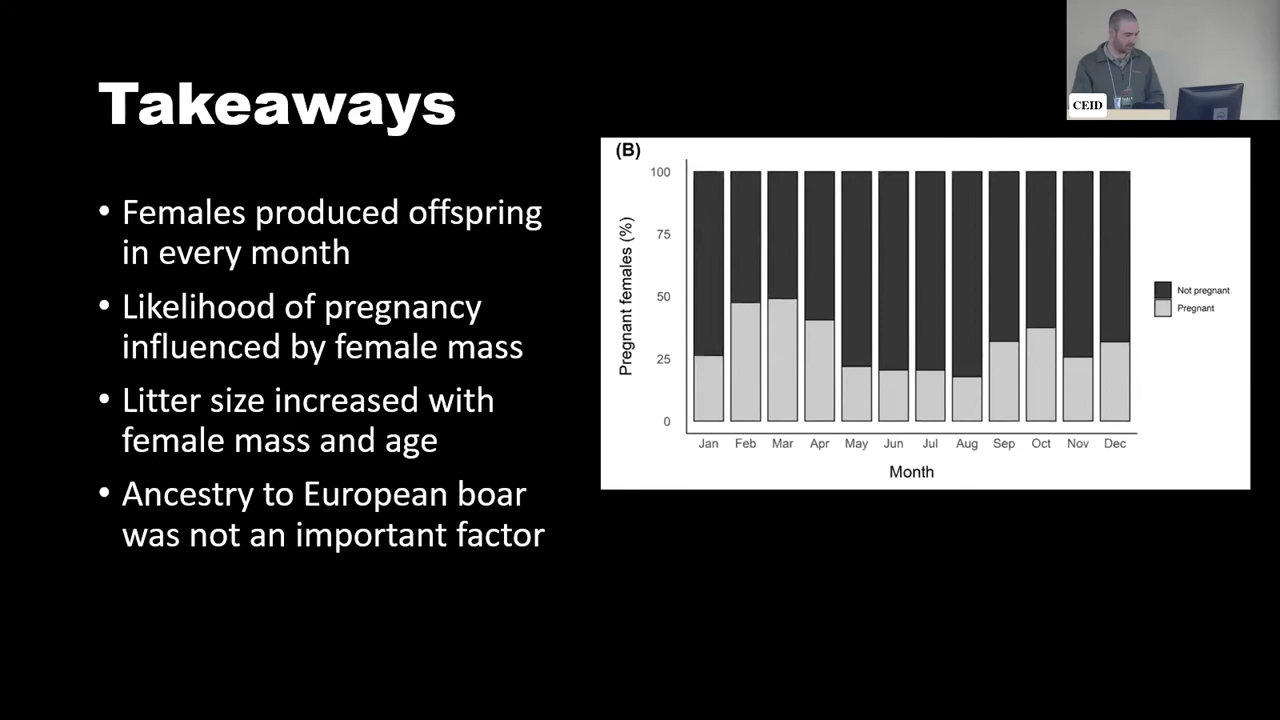 Takeaways
• Females produced offspring
in every month
• Likelihood of pregnancy
influenced by female mass
• Litter size increased with
female mass and age
• Ancestry to European boar
was not an important factor
(B)
Pregnant females (%)
100
75
50
25
0
Jan Feb Mar Apr May Jun Jul Aug Sep Oct Nov Dec
Month
Not pregnant
Pregnant
CEID